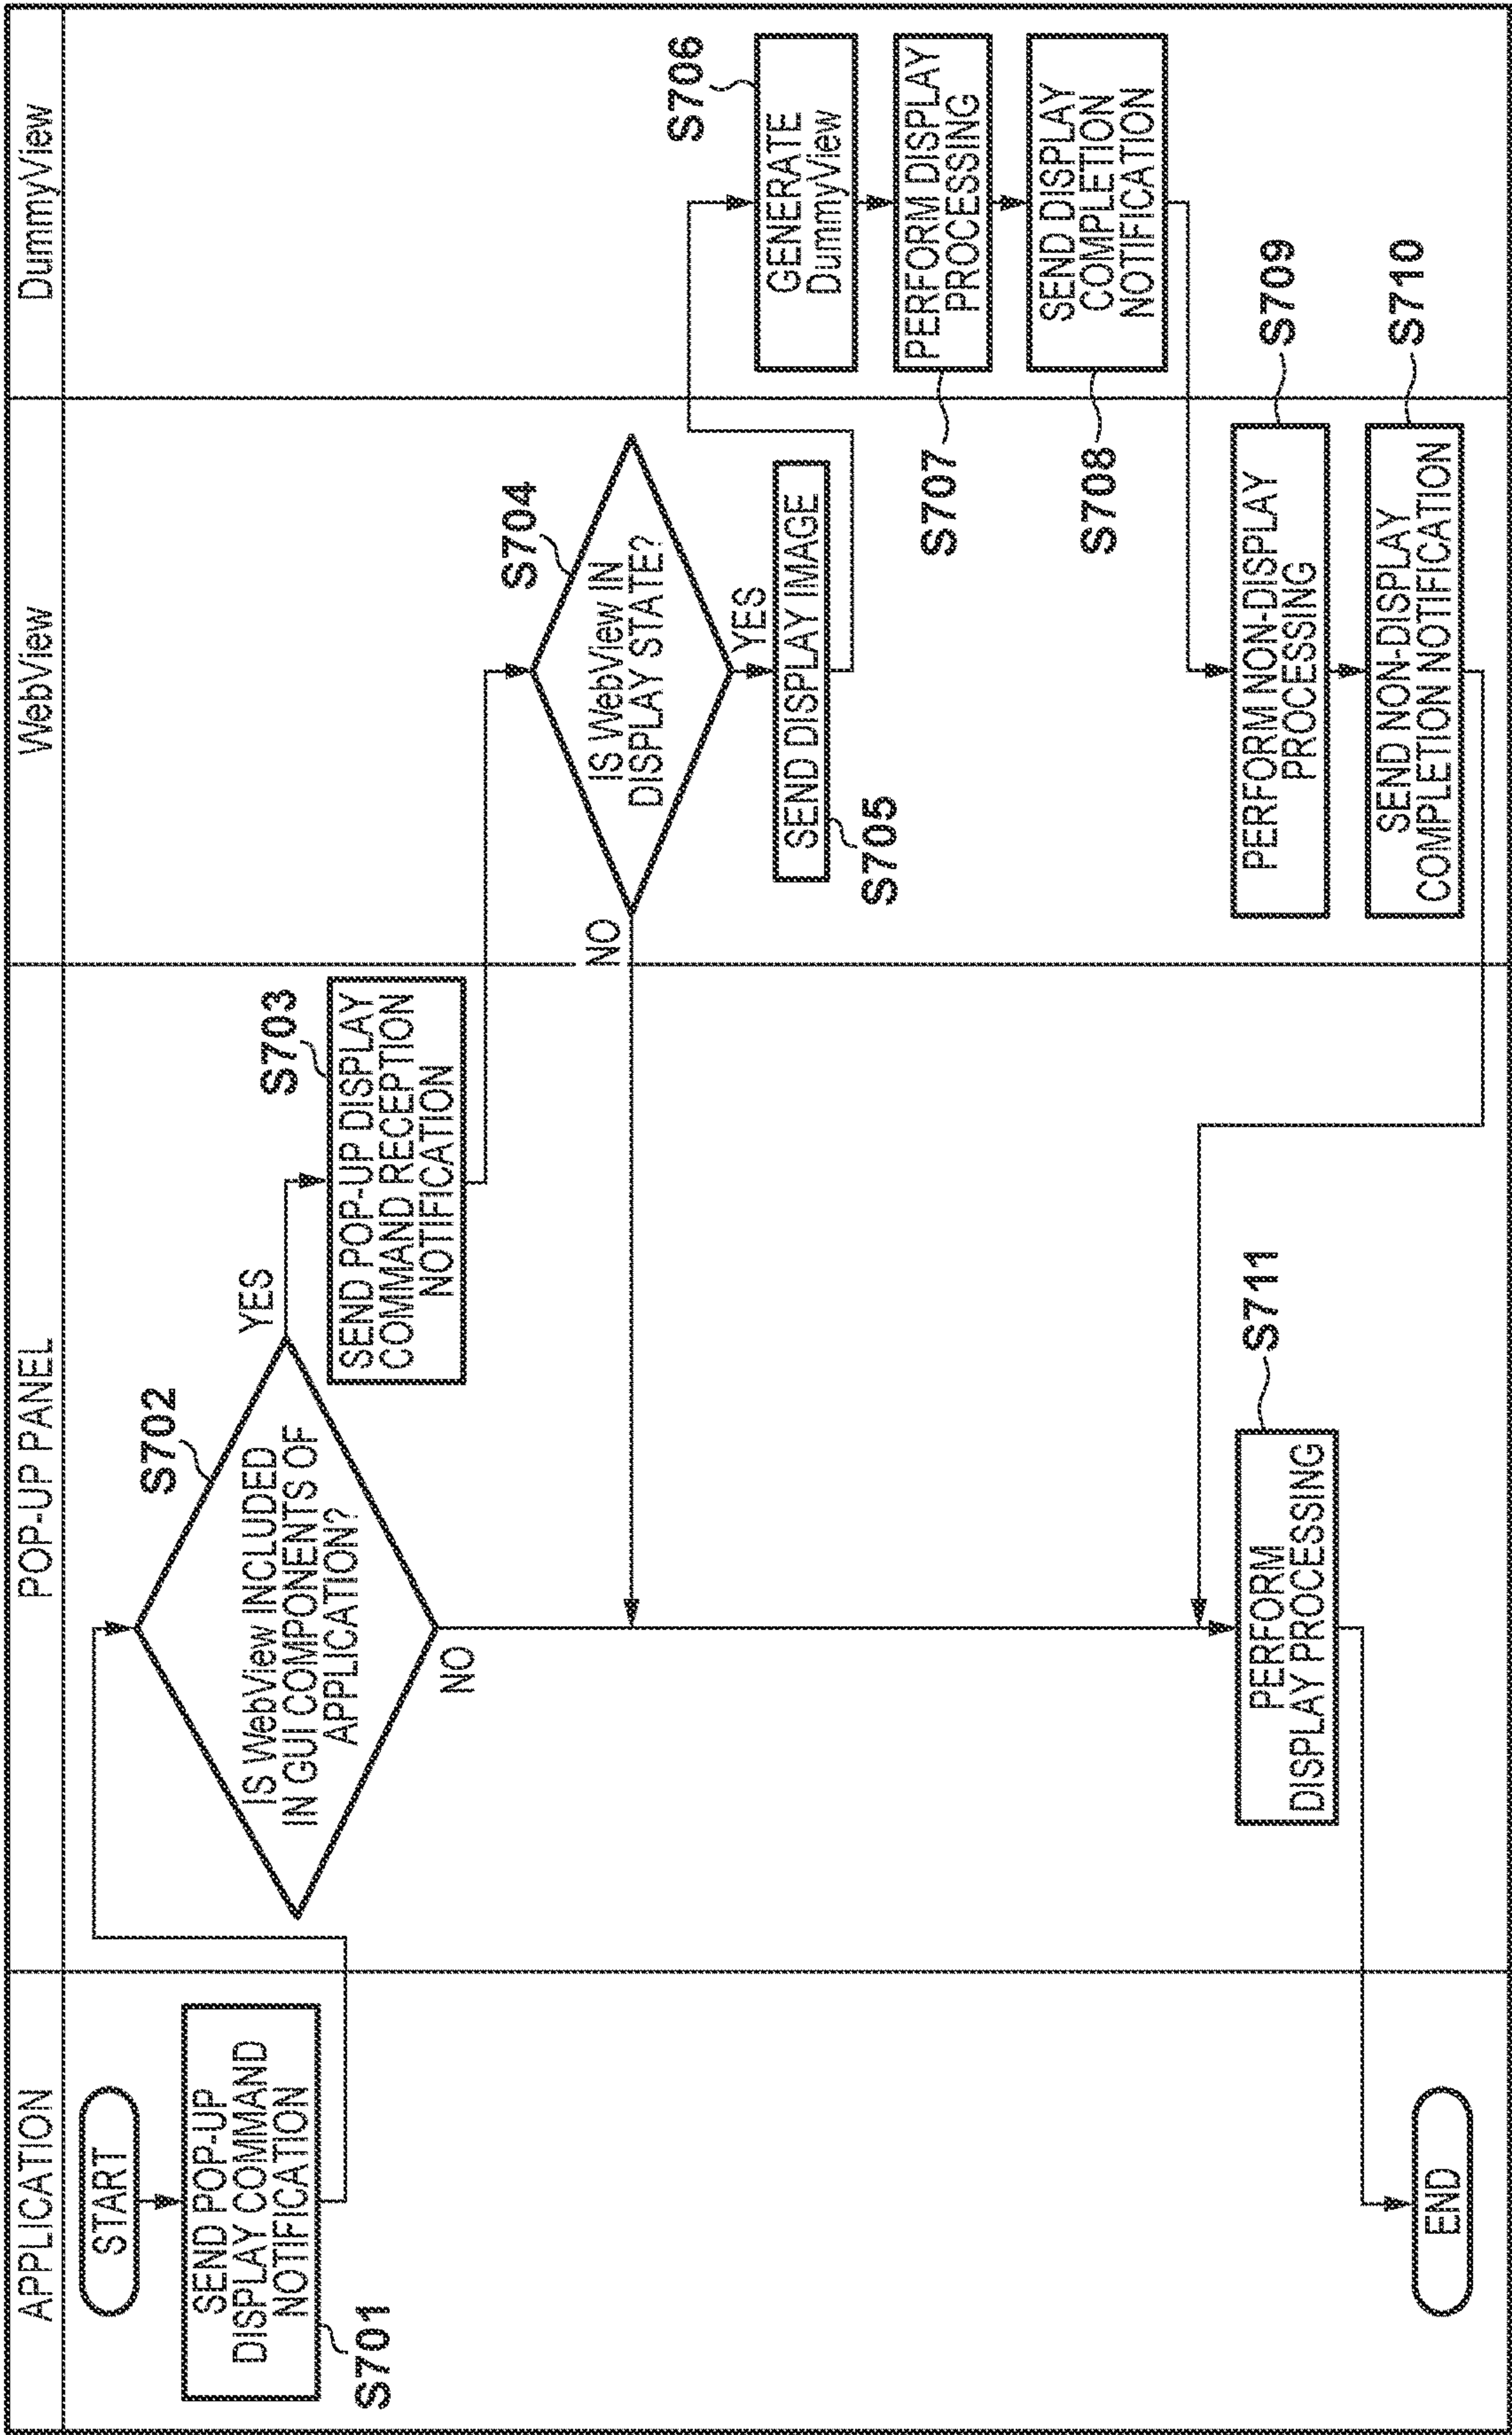 APPLICATION
POP-UP PANEL
WebView
DummyView
START
SEND POP-UP
DISPLAY COMMAND
NOTIFICATION
S701
S702
IS WebView INCLUDED
IN GUI COMPONENTS OF
APPLICATION?
YES
NO
S703
SEND POP-UP DISPLAY
COMMAND RECEPTION
NOTIFICATION
S704
IS WebView IN
DISPLAY STATE?
NO
YES
SEND DISPLAY IMAGE
S705
S706
GENERATE
DummyView
PERFORM DISPLAY
PROCESSING
S707
SEND DISPLAY
COMPLETION
NOTIFICATION
S708
PERFORM NON-DISPLAY
PROCESSING
S709
SEND NON-DISPLAY
COMPLETION NOTIFICATION
S710
S711
PERFORM
DISPLAY PROCESSING
END